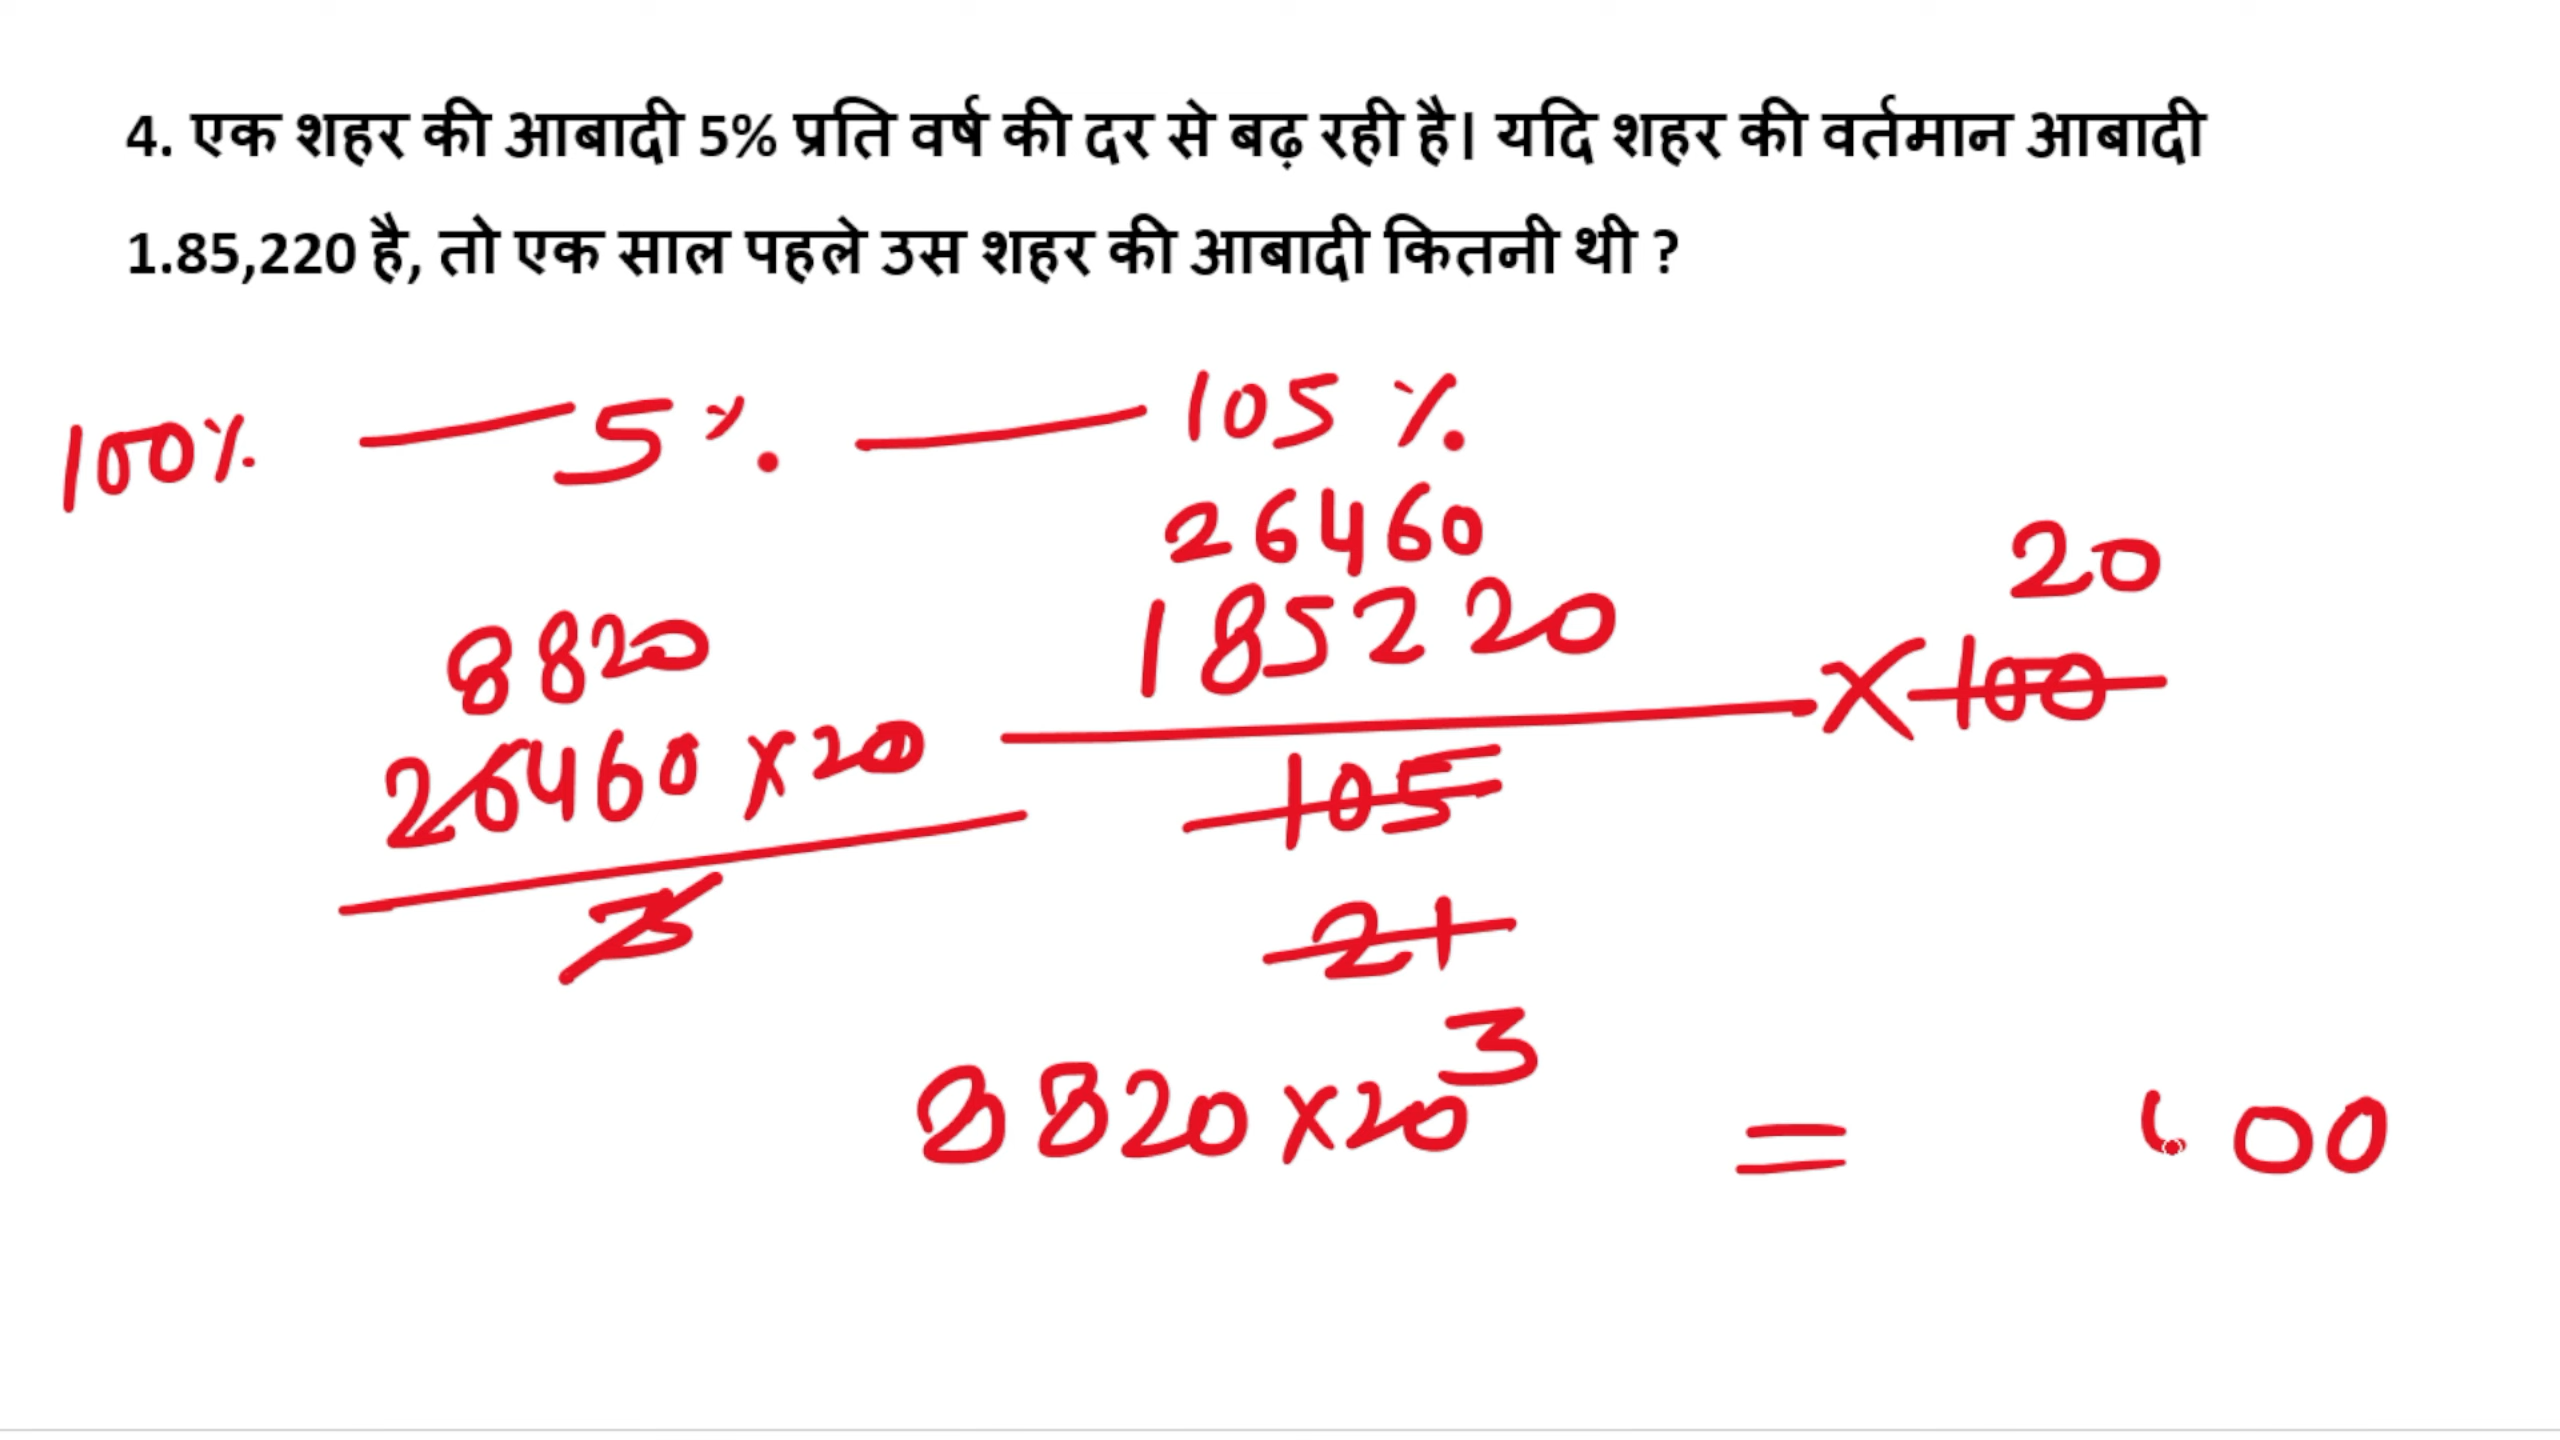 4. एक शहर की आबादी 5% प्रति वर्ष की दर से बढ़ रही है। यदि शहर की वर्तमान आबादी
1.85,220 है, तो एक साल पहले उस शहर की आबादी कितनी थी ?
100% — 5% — 105%
26460
20
8820
185220
× 100
26460 × 20
105
3
21
3
8820 × 20
= 00